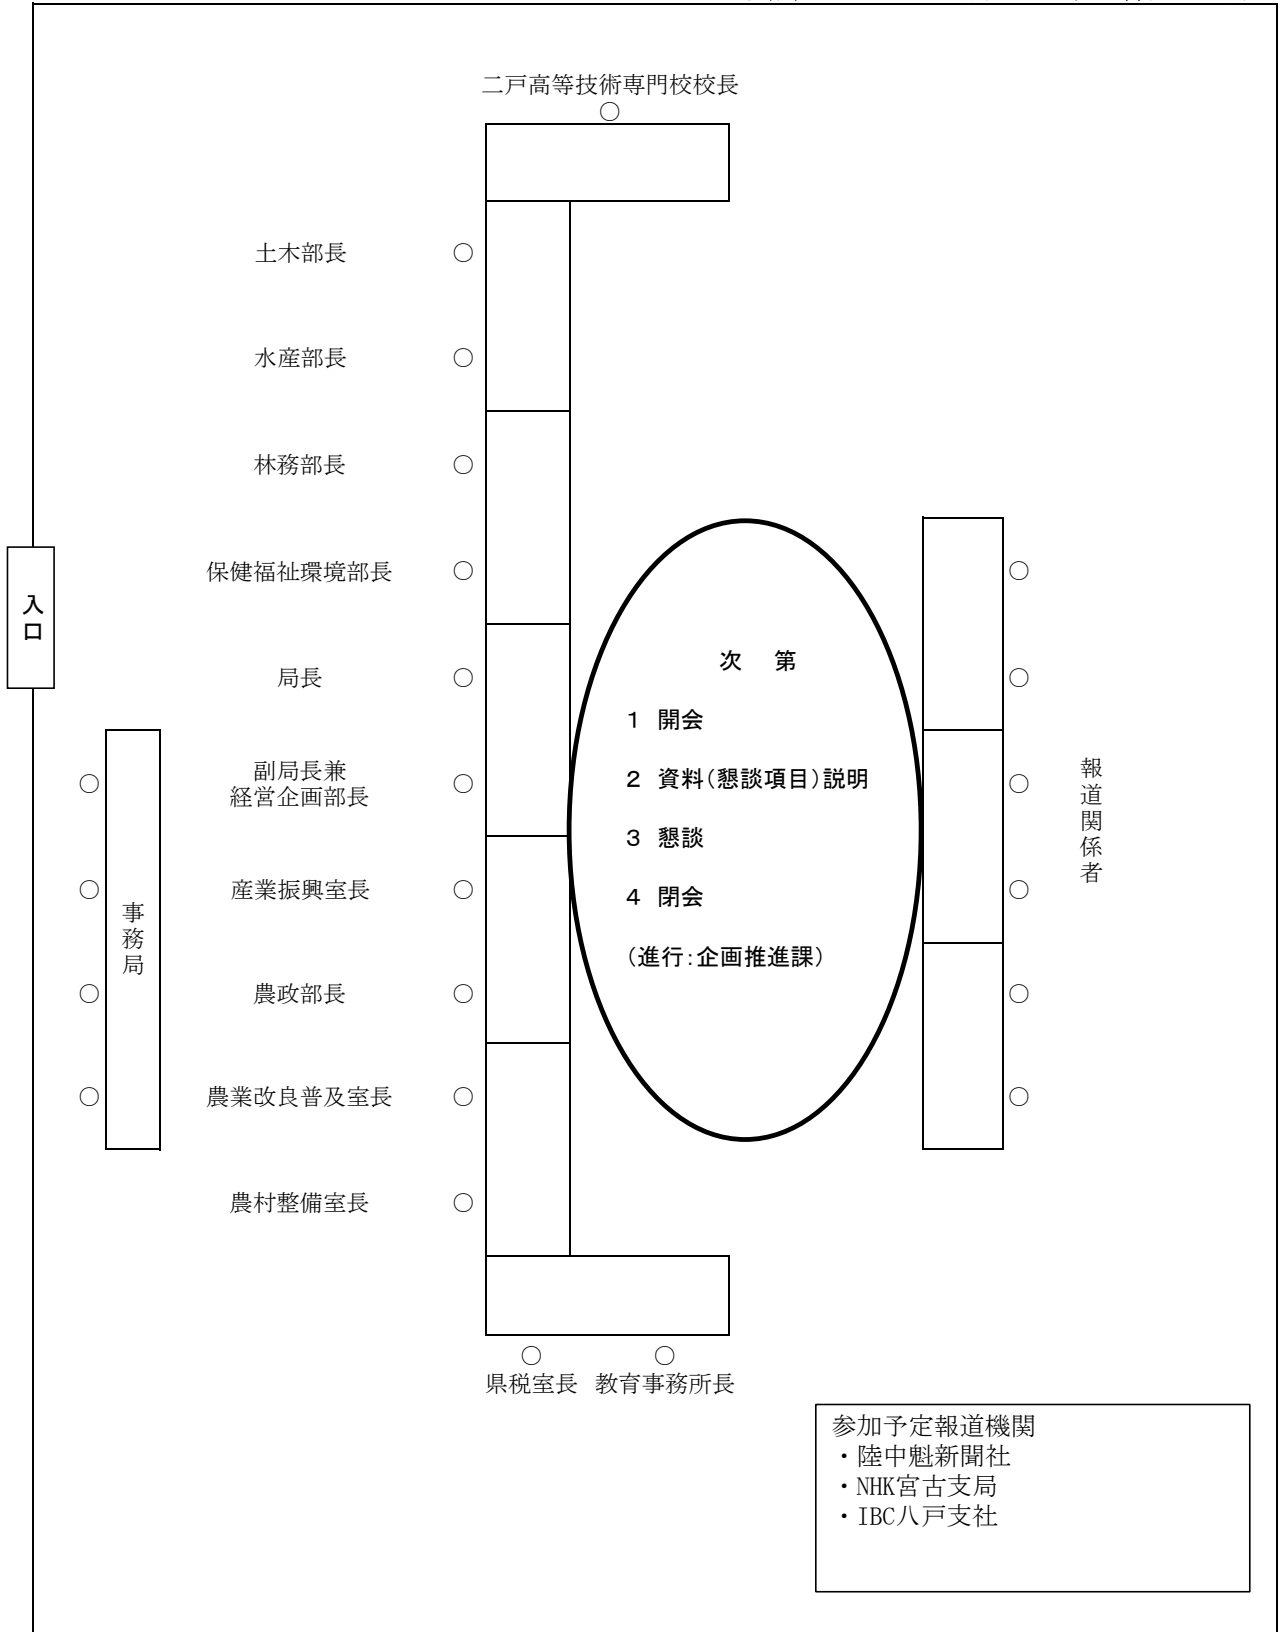 二戸高等技術専門校校長
土木部長
水産部長
林務部長
保健福祉環境部長
入口
局長
副局長兼
経営企画部長
産業振興室長
事務局
農政部長
農業改良普及室長
農村整備室長
次 第
1 開会
2 資料(懇談項目)説明
3 懇談
4 閉会
(進行:企画推進課)
報道関係者
県税室長 教育事務所長
参加予定報道機関
・陸中魁新聞社
・NHK宮古支局
・IBC八戸支社